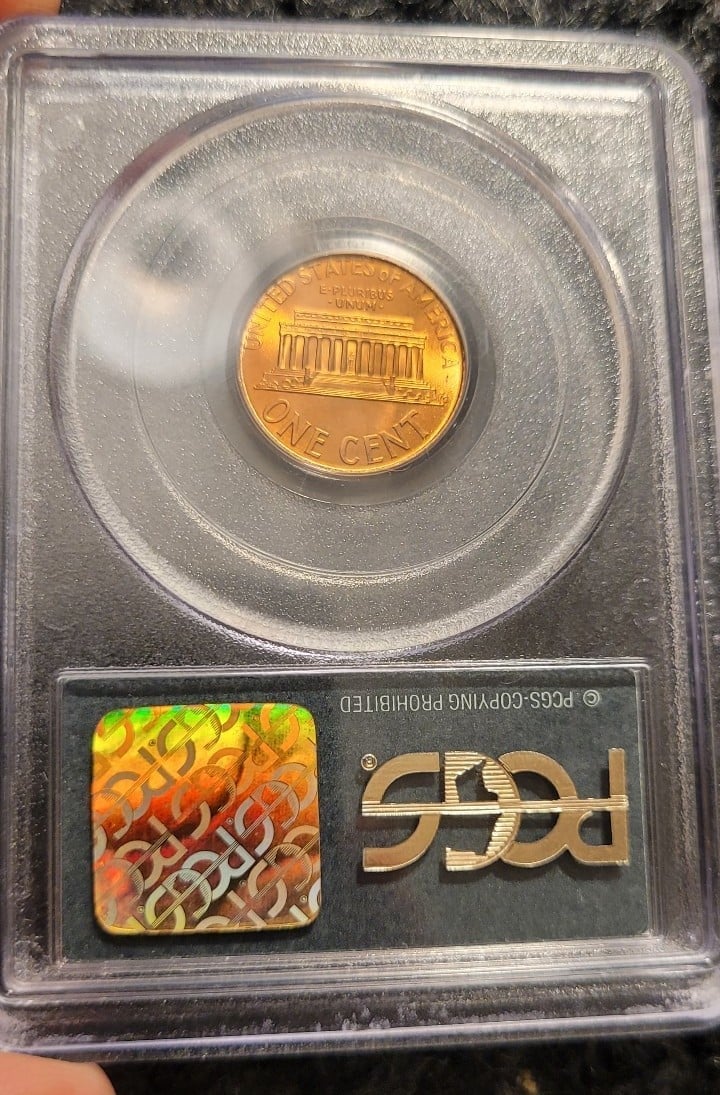 UNITED STATES OF AMERICA
E·PLURIBUS
·UNUM·
ONE CENT
© PCGS-COPYING PROHIBITED
PCGS®